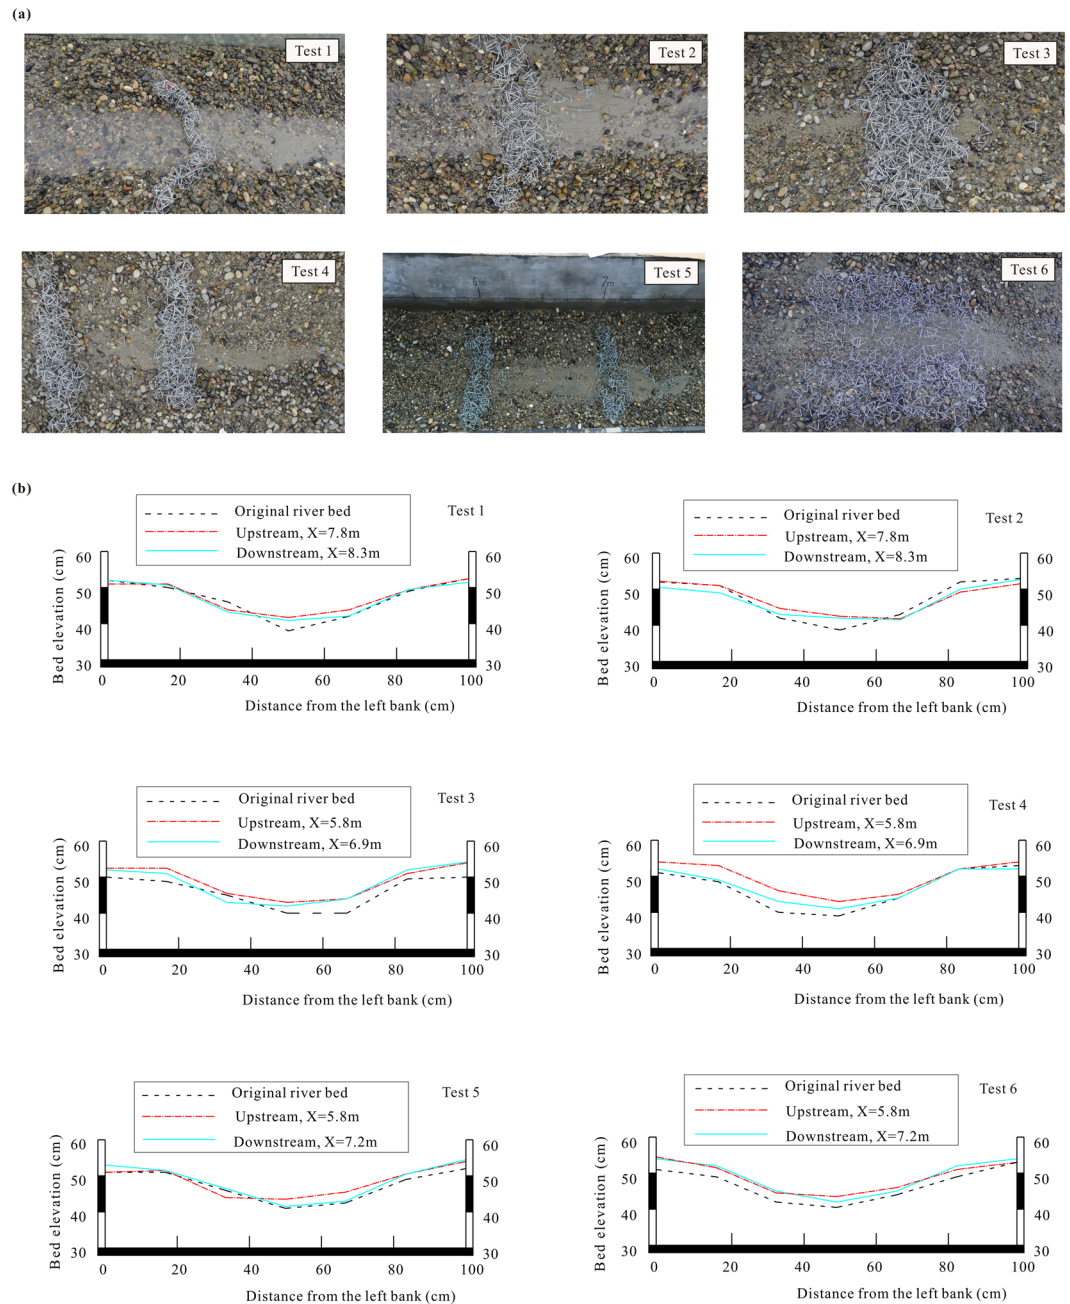 (a)
Test 1
Test 2
Test 3
Test 4
Test 5
6m
7m
Test 6
(b)
Original river bed
Upstream, X=7.8m
Downstream, X=8.3m
Test 1
60
50
40
30
60
50
40
30
Bed elevation (cm)
0 20 40 60 80 100
Distance from the left bank (cm)
Original river bed
Upstream, X=7.8m
Downstream, X=8.3m
Test 2
60
50
40
30
60
50
40
30
Bed elevation (cm)
0 20 40 60 80 100
Distance from the left bank (cm)
Original river bed
Upstream, X=5.8m
Downstream, X=6.9m
Test 3
60
50
40
30
60
50
40
30
Bed elevation (cm)
0 20 40 60 80 100
Distance from the left bank (cm)
Original river bed
Upstream, X=5.8m
Downstream, X=6.9m
Test 4
60
50
40
30
60
50
40
30
Bed elevation (cm)
0 20 40 60 80 100
Distance from the left bank (cm)
Original river bed
Upstream, X=5.8m
Downstream, X=7.2m
Test 5
60
50
40
30
60
50
40
30
Bed elevation (cm)
0 20 40 60 80 100
Distance from the left bank (cm)
Original river bed
Upstream, X=5.8m
Downstream, X=7.2m
Test 6
60
50
40
30
60
50
40
30
Bed elevation (cm)
0 20 40 60 80 100
Distance from the left bank (cm)